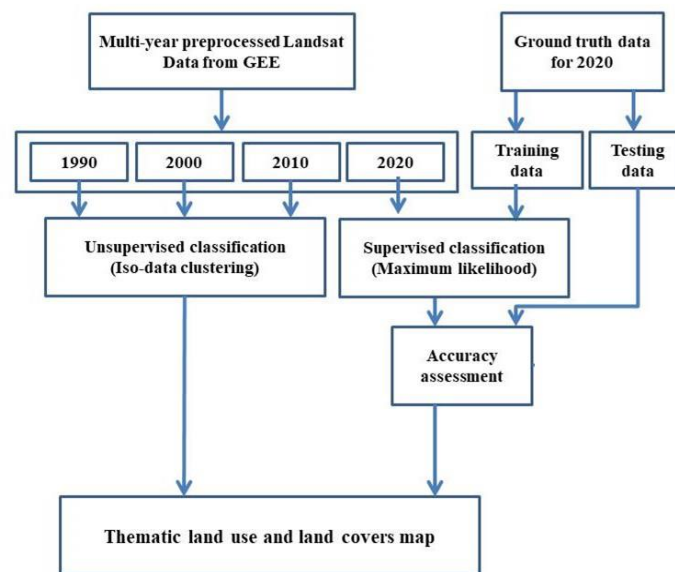 Multi-year preprocessed Landsat
Data from GEE
Ground truth data
for 2020
1990
2000
2010
2020
Training
data
Testing
data
Unsupervised classification
(Iso-data clustering)
Supervised classification
(Maximum likelihood)
Accuracy
assessment
Thematic land use and land covers map